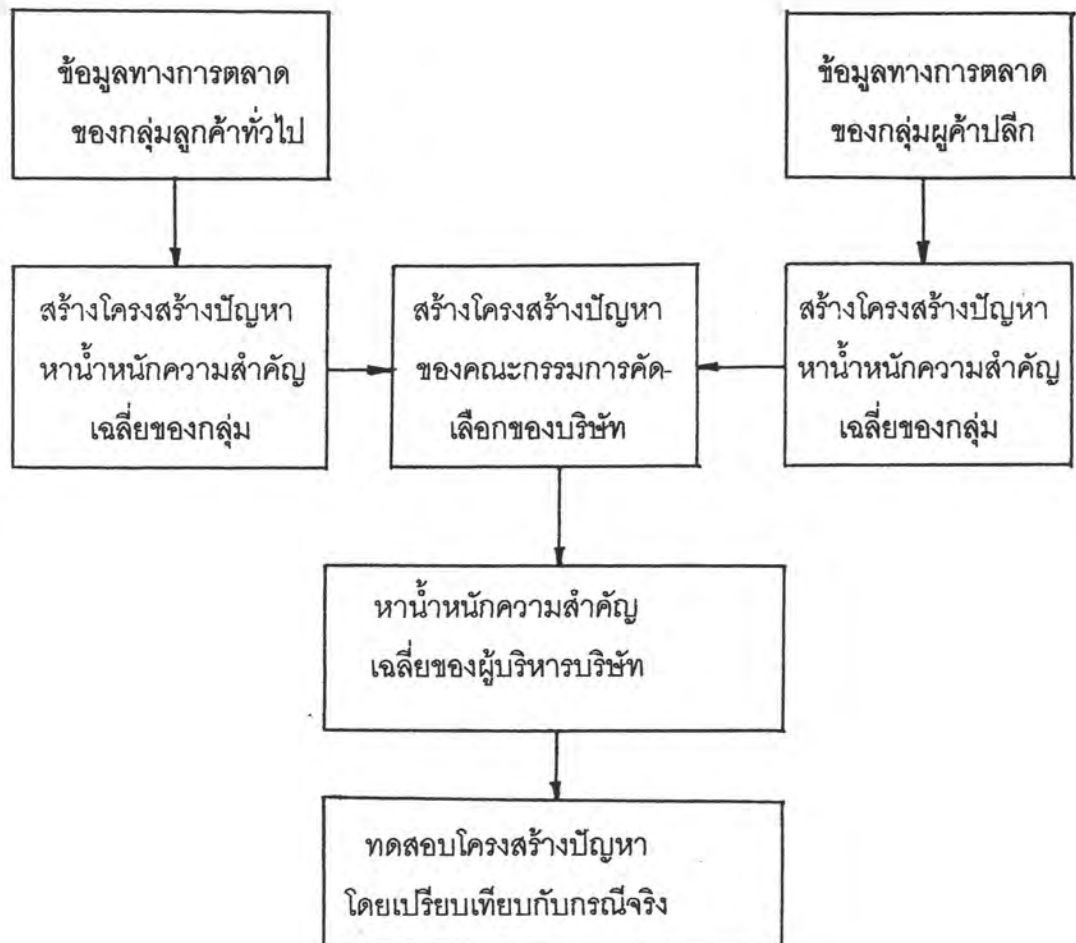 ข้อมูลทางการตลาด
ของกลุ่มลูกค้าทั่วไป
ข้อมูลทางการตลาด
ของกลุ่มผู้ค้าปลีก
สร้างโครงสร้างปัญหา
หาน้ำหนักความสำคัญ
เฉลี่ยของกลุ่ม
สร้างโครงสร้างปัญหา
ของคณะกรรมการคัด-
เลือกของบริษัท
สร้างโครงสร้างปัญหา
หาน้ำหนักความสำคัญ
เฉลี่ยของกลุ่ม
หาน้ำหนักความสำคัญ
เฉลี่ยของผู้บริหารบริษัท
ทดสอบโครงสร้างปัญหา
โดยเปรียบเทียบกับกรณีจริง